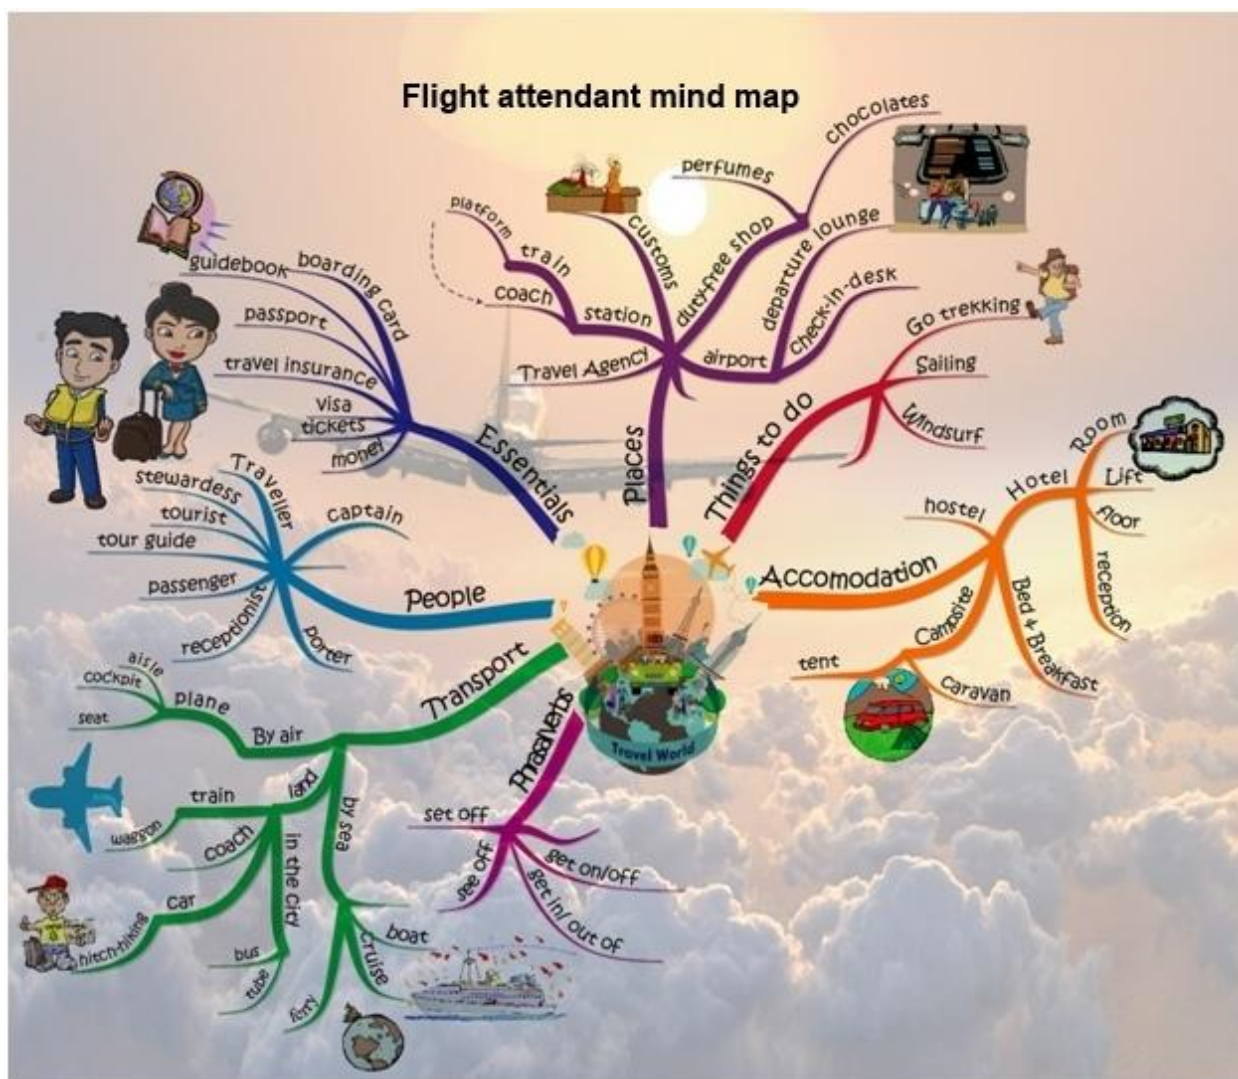 Flight attendant mind map
Essentials
boarding card
guidebook
passport
travel insurance
visa
tickets
money
Places
Travel Agency
station
train
platform
coach
customs
duty-free shop
perfumes
chocolates
airport
departure lounge
check-in-desk
Things to do
Go trekking
Sailing
Windsurf
Accomodation
hostel
Hotel
Room
Lift
floor
reception
Bed & Breakfast
Campsite
tent
caravan
People
Traveller
stewardess
tourist
tour guide
passenger
receptionist
porter
captain
Transport
By air
plane
aisle
cockpit
seat
land
train
waggon
coach
car
hitch-hiking
in the City
bus
tube
by sea
boat
cruise
ferry
Phrasal verbs
set off
see off
get on/off
get in/ out of
Travel World